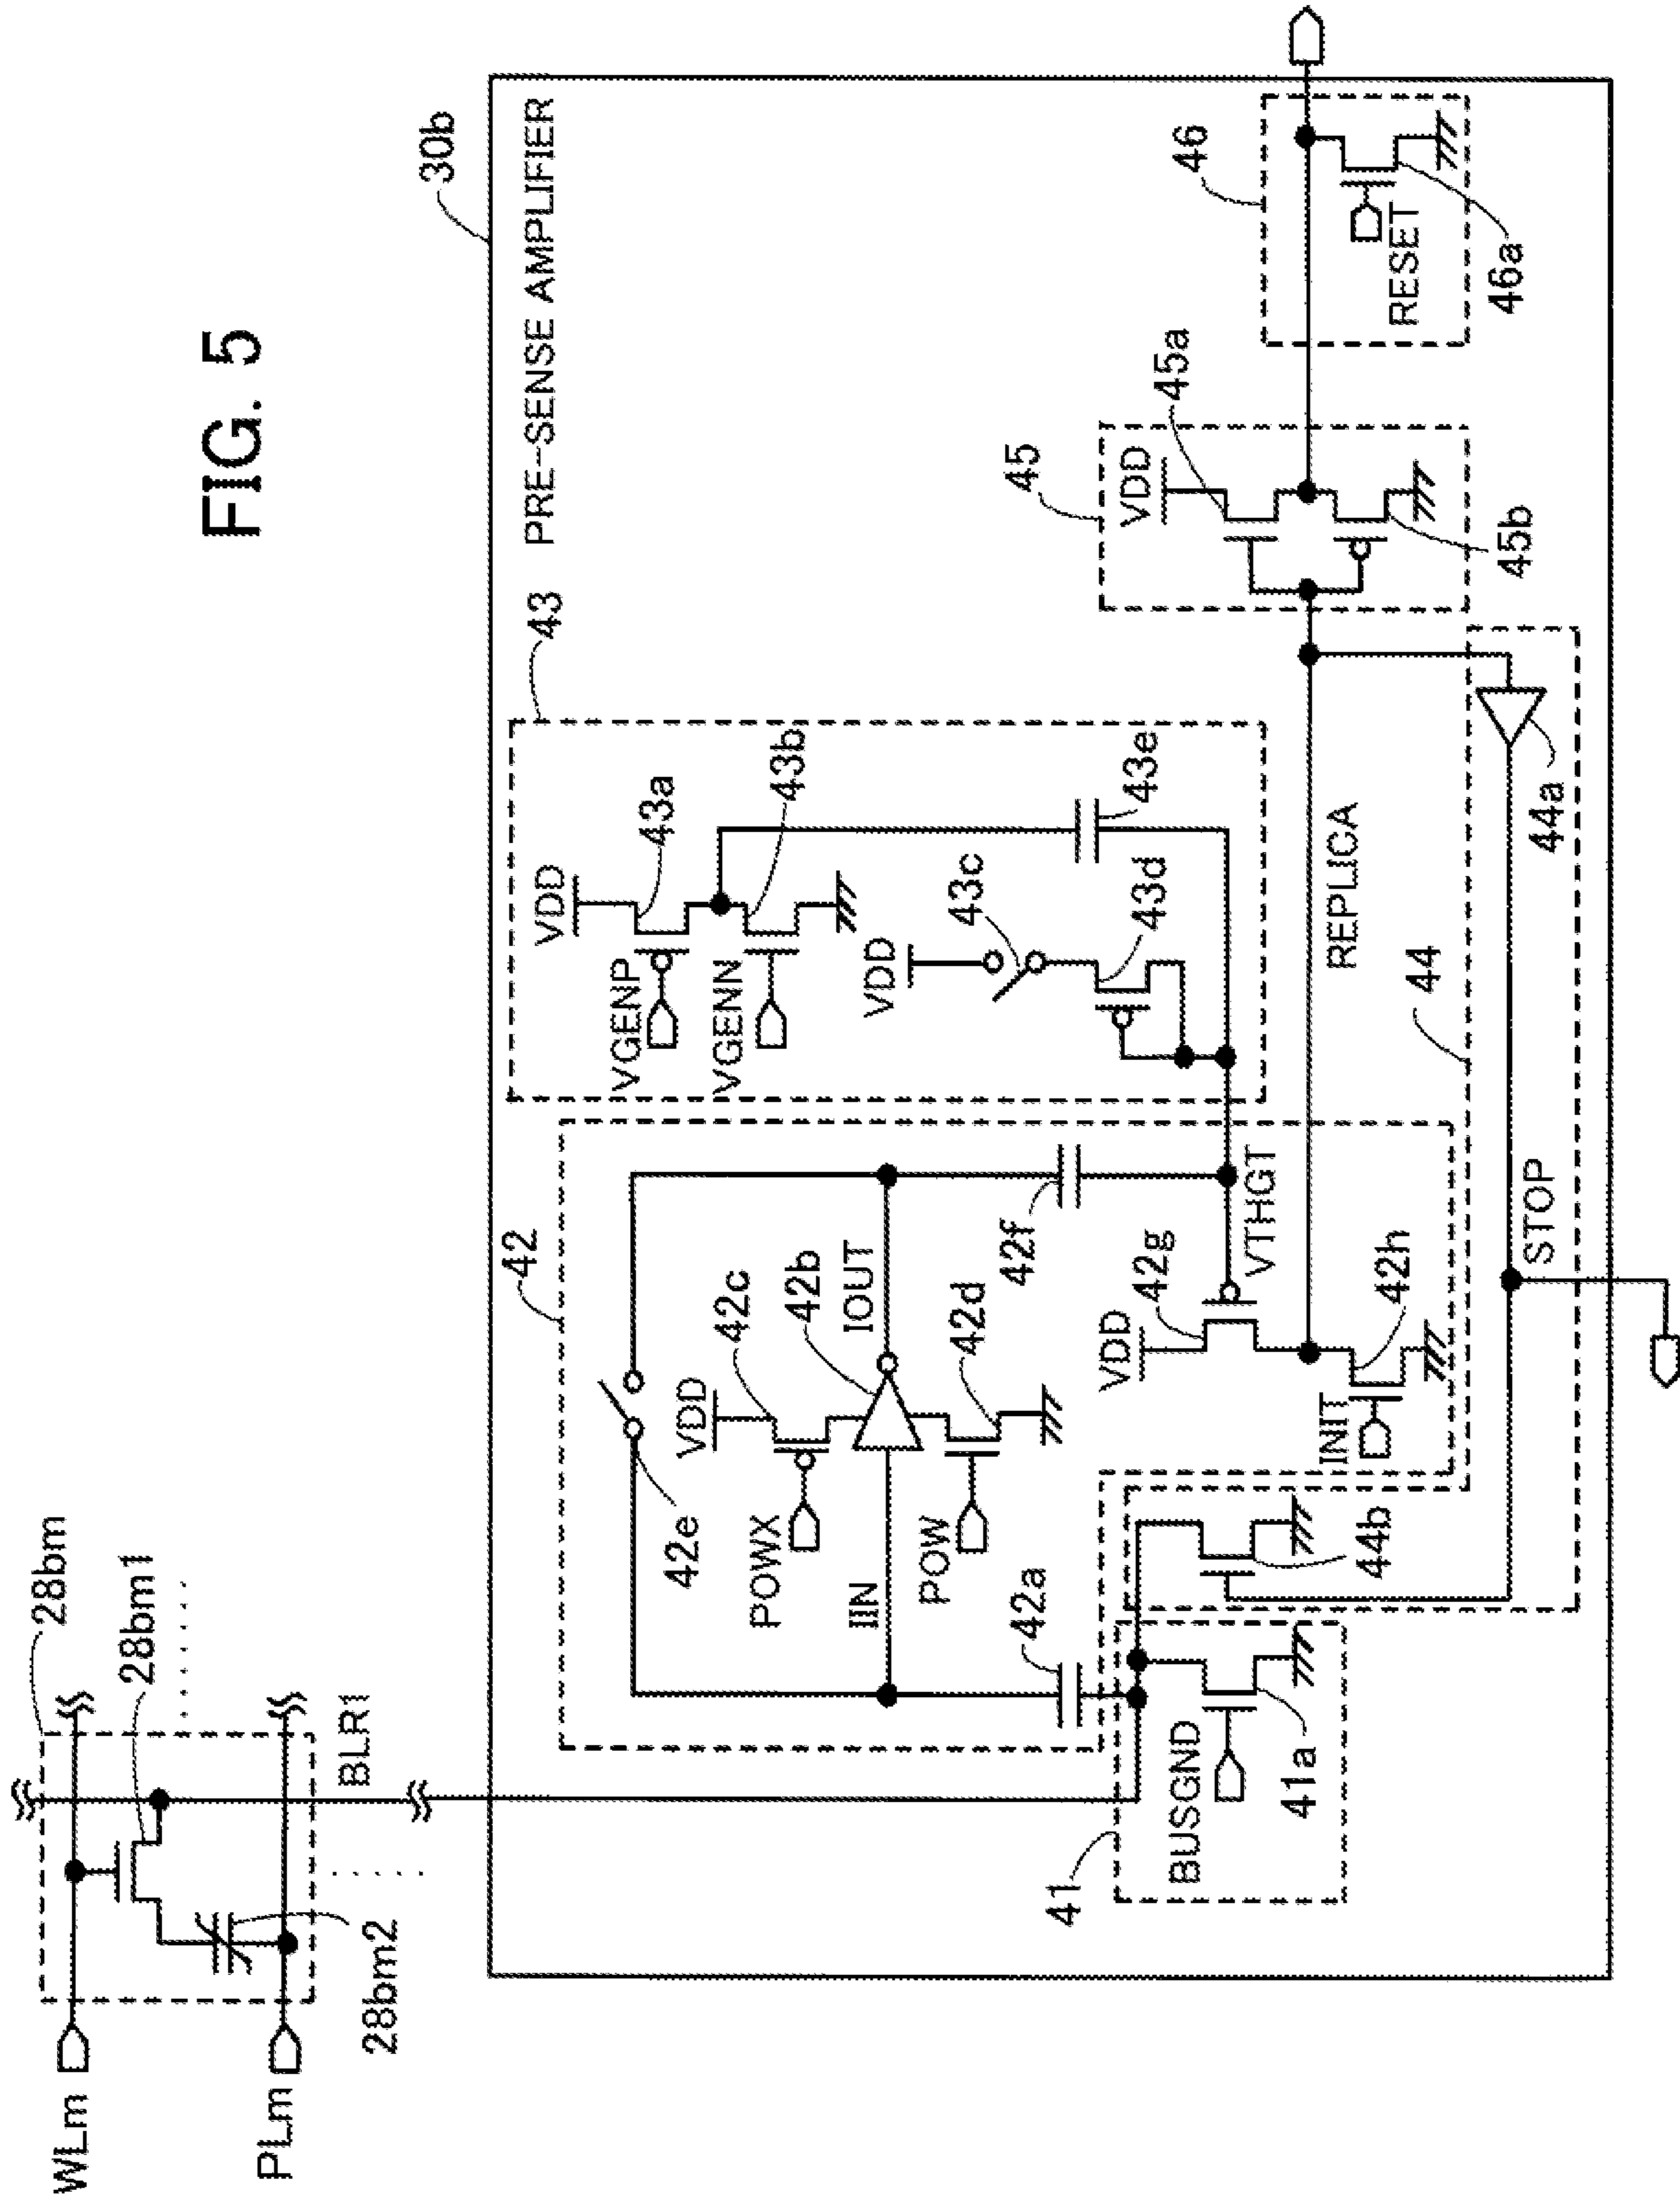 FIG. 5
WLm
PLm
28bm
28bm1
28bm2
BLR1
30b
PRE-SENSE AMPLIFIER
42
43
VDD
VGENP
43a
VGENN
43b
43e
VDD
43c
43d
42e
VDD
POWX
42c
42b
IIN
IOUT
POW
42d
42a
42f
VTHGT
VDD
42g
INIT
42h
41
BUSGND
41a
44b
44
REPLICA
STOP
44a
45
VDD
45a
45b
46
RESET
46a